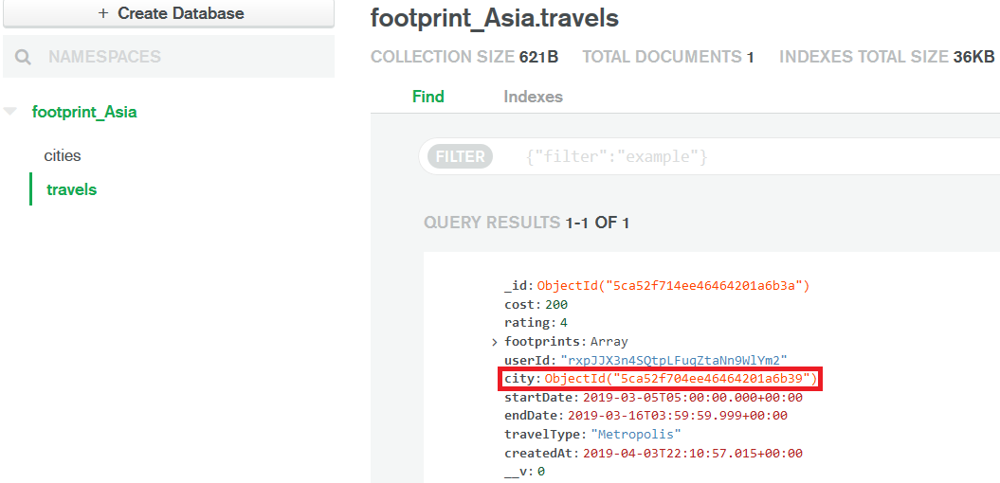 + Create Database
NAMESPACES
footprint_Asia
cities
travels
footprint_Asia.travels
COLLECTION SIZE 621B TOTAL DOCUMENTS 1 INDEXES TOTAL SIZE 36KB
Find Indexes
FILTER {"filter":"example"}
QUERY RESULTS 1-1 OF 1
_id: ObjectId("5ca52f714ee46464201a6b3a")
cost: 200
rating: 4
> footprints: Array
userId: "rxpJJX3n4SQtpLFuqZtaNn9WlYm2"
city: ObjectId("5ca52f704ee46464201a6b39")
startDate: 2019-03-05T05:00:00.000+00:00
endDate: 2019-03-16T03:59:59.999+00:00
travelType: "Metropolis"
createdAt: 2019-04-03T22:10:57.015+00:00
__v: 0